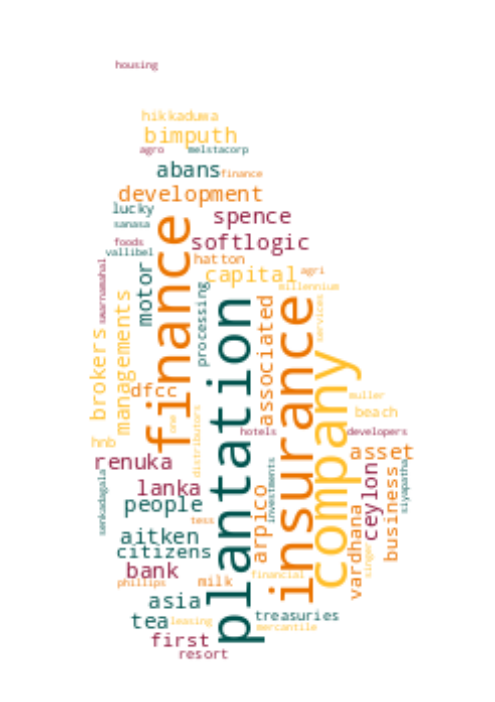 housing
hikkaduwa
bimputh
agro
melstacorp
abans
finance
development
lucky
spence
sanasa
foods
softlogic
vallibel
hatton
swarnamahal
motor
finance
capital
agri
processing
millennium
brokers
managements
plantation
associated
insurance
services
company
dfcc
muller
beach
one
distributors
hnb
hotels
developers
renuka
asset
senkadagala
lanka
investments
ceylon
business
siyapatha
people
arpico
tess
vardhana
aitken
citizens
singer
bank
phillips
milk
financial
asia
tea
leasing
treasuries
mercantile
first
resort